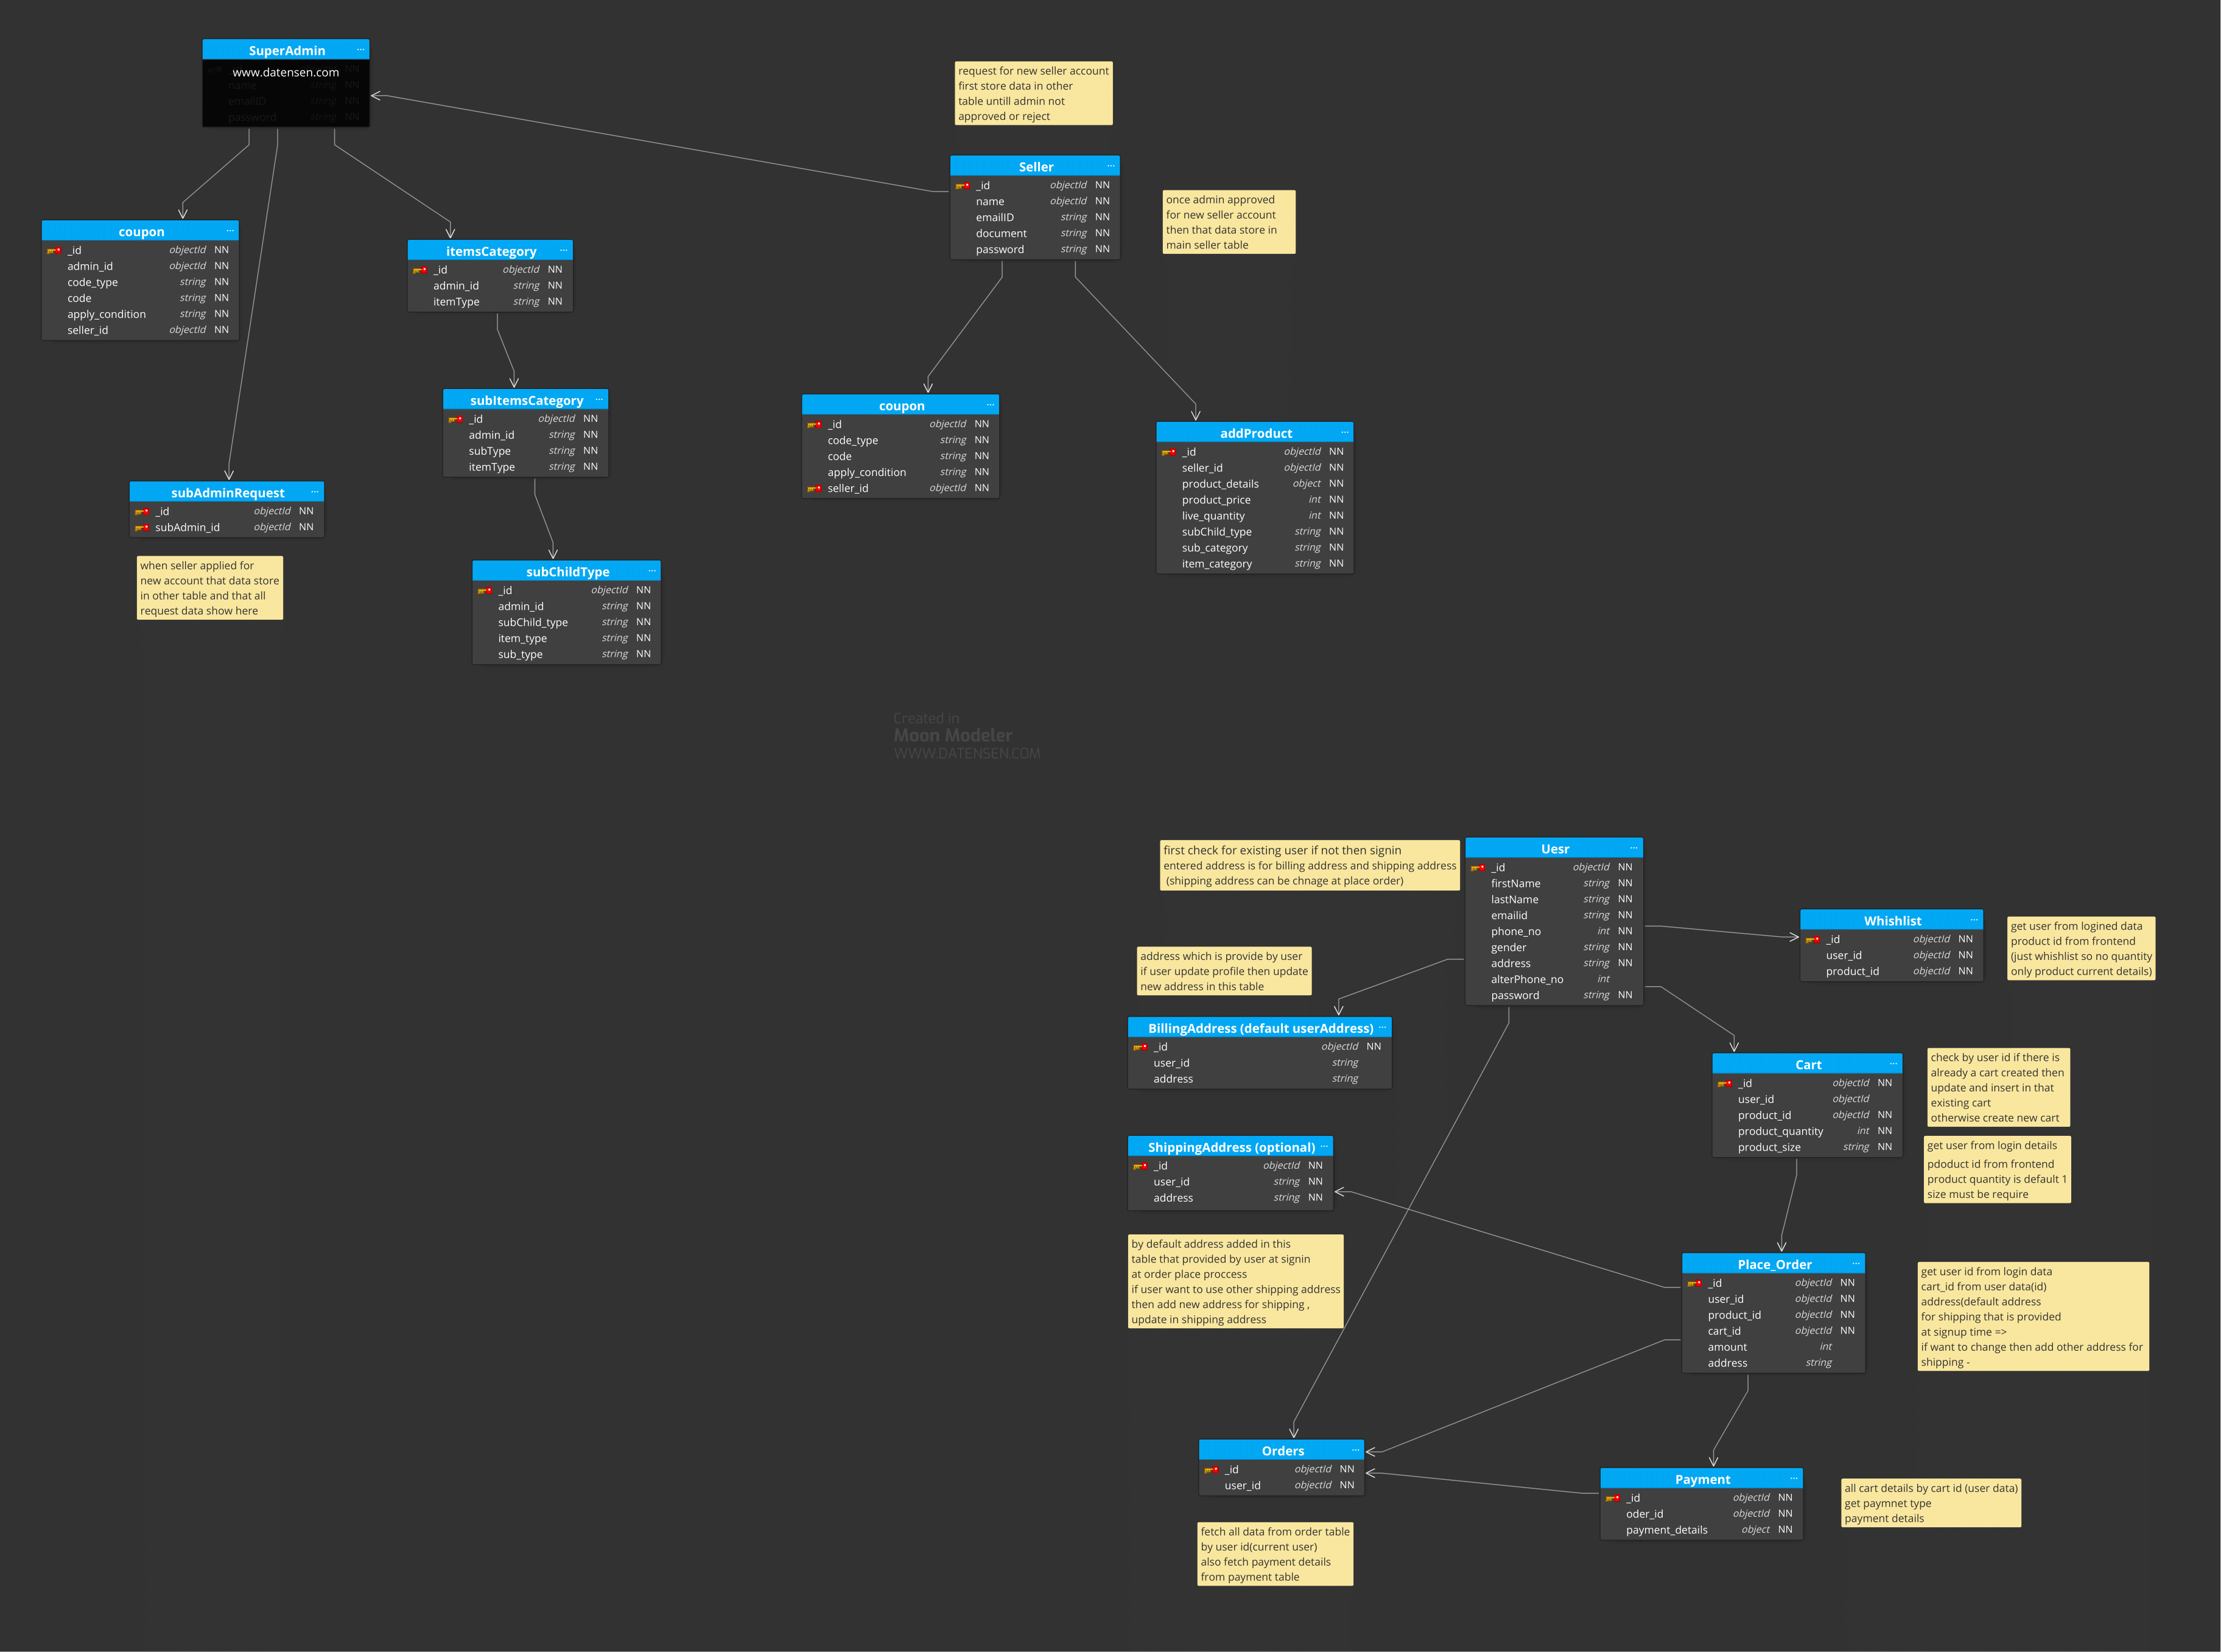 SuperAdmin ...
www.datensen.com
name string NN
emailID string NN
password string NN
request for new seller account
first store data in other
table untill admin not
approved or reject
Seller ...
_id objectId NN
name objectId NN
emailID string NN
document string NN
password string NN
once admin approved
for new seller account
then that data store in
main seller table
coupon ...
_id objectId NN
admin_id objectId NN
code_type string NN
code string NN
apply_condition string NN
seller_id objectId NN
itemsCategory ...
_id objectId NN
admin_id string NN
itemType string NN
subItemsCategory ...
_id objectId NN
admin_id string NN
subType string NN
itemType string NN
coupon ...
_id objectId NN
code_type string NN
code string NN
apply_condition string NN
seller_id objectId NN
addProduct ...
_id objectId NN
seller_id objectId NN
product_details object NN
product_price int NN
live_quantity int NN
subChild_type string NN
sub_category string NN
item_category string NN
subAdminRequest ...
_id objectId NN
subAdmin_id objectId NN
when seller applied for
new account that data store
in other table and that all
request data show here
subChildType ...
_id objectId NN
admin_id string NN
subChild_type string NN
item_type string NN
sub_type string NN
Created in
Moon Modeler
WWW.DATENSEN.COM
first check for existing user if not then signin
entered address is for billing address and shipping address
(shipping address can be chnage at place order)
Uesr ...
_id objectId NN
firstName string NN
lastName string NN
emailid string NN
phone_no int NN
gender string NN
address string NN
alterPhone_no int
password string NN
Whishlist ...
_id objectId NN
user_id objectId NN
product_id objectId NN
get user from logined data
product id from frontend
(just whishlist so no quantity
only product current details)
address which is provide by user
if user update profile then update
new address in this table
BillingAddress (default userAddress) ...
_id objectId NN
user_id string
address string
Cart ...
_id objectId NN
user_id objectId
product_id objectId NN
product_quantity int NN
product_size string NN
check by user id if there is
already a cart created then
update and insert in that
existing cart
otherwise create new cart
get user from login details
pdoduct id from frontend
product quantity is default 1
size must be require
ShippingAddress (optional) ...
_id objectId NN
user_id string NN
address string NN
by default address added in this
table that provided by user at signin
at order place proccess
if user want to use other shipping address
then add new address for shipping ,
update in shipping address
Place_Order ...
_id objectId NN
user_id objectId NN
product_id objectId NN
cart_id objectId NN
amount int
address string
get user id from login data
cart_id from user data(id)
address(default address
for shipping that is provided
at signup time =>
if want to change then add other address for
shipping -
Orders ...
_id objectId NN
user_id objectId NN
Payment ...
_id objectId NN
oder_id objectId NN
payment_details object NN
all cart details by cart id (user data)
get paymnet type
payment details
fetch all data from order table
by user id(current user)
also fetch payment details
from payment table